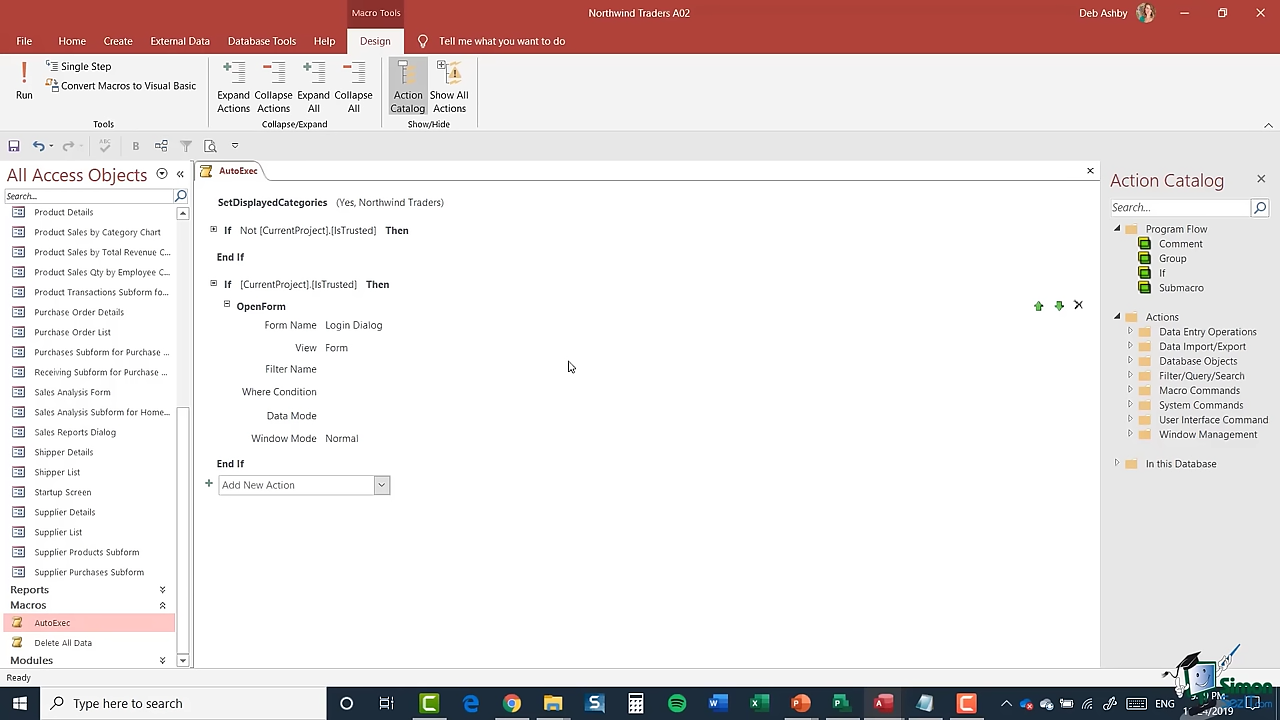 Macro Tools
Northwind Traders A02
Deb Ashby
File
Home
Create
External Data
Database Tools
Help
Design
Tell me what you want to do
Run
Single Step
Convert Macros to Visual Basic
Tools
Expand Actions
Collapse Actions
Expand All
Collapse All
Collapse/Expand
Action Catalog
Show All Actions
Show/Hide
ABC
B
All Access Objects
Search...
Product Details
Product Sales by Category Chart
Product Sales by Total Revenue C...
Product Sales Qty by Employee C...
Product Transactions Subform fo...
Purchase Order Details
Purchase Order List
Purchases Subform for Purchase ...
Receiving Subform for Purchase ...
Sales Analysis Form
Sales Analysis Subform for Home...
Sales Reports Dialog
Shipper Details
Shipper List
Startup Screen
Supplier Details
Supplier List
Supplier Products Subform
Supplier Purchases Subform
Reports
Macros
AutoExec
Delete All Data
Modules
AutoExec
SetDisplayedCategories (Yes, Northwind Traders)
If Not [CurrentProject].[IsTrusted] Then
End If
If [CurrentProject].[IsTrusted] Then
OpenForm
Form Name Login Dialog
View Form
Filter Name
Where Condition
Data Mode
Window Mode Normal
End If
Add New Action
Action Catalog
Search...
Program Flow
Comment
Group
If
Submacro
Actions
Data Entry Operations
Data Import/Export
Database Objects
Filter/Query/Search
Macro Commands
System Commands
User Interface Command
Window Management
In this Database
Ready
Type here to search
ENG
Simon